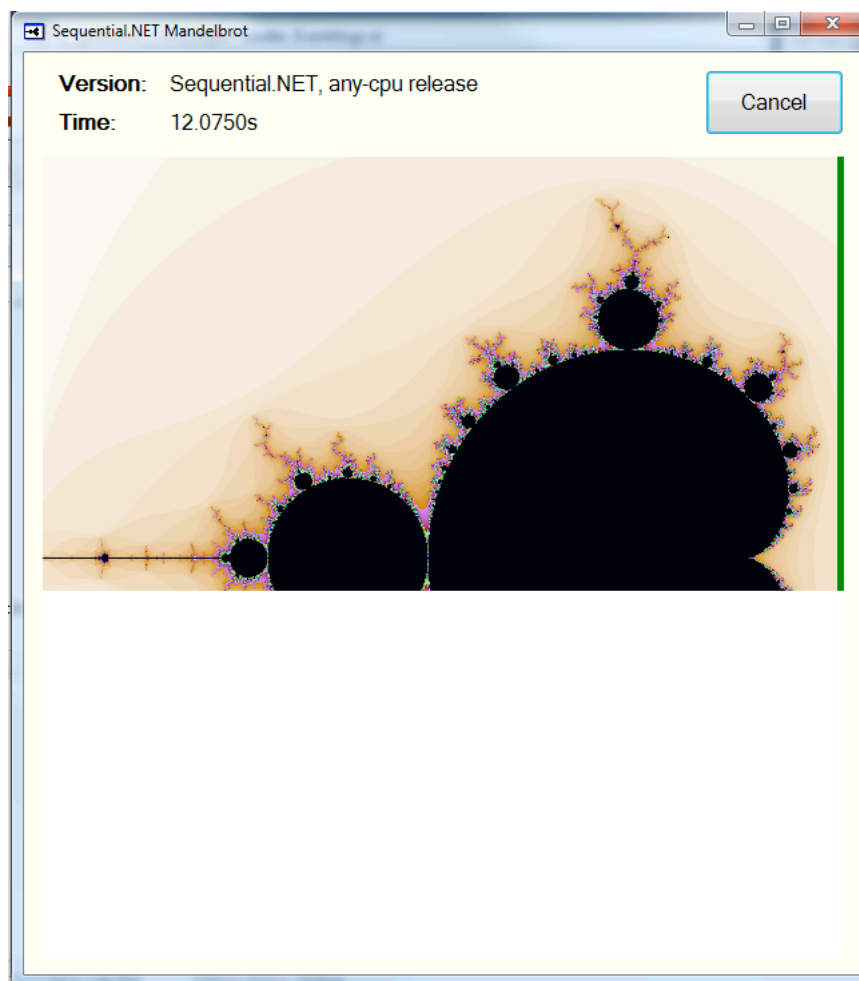 Sequential.NET Mandelbrot
Version: Sequential.NET, any-cpu release
Cancel
Time: 12.0750s